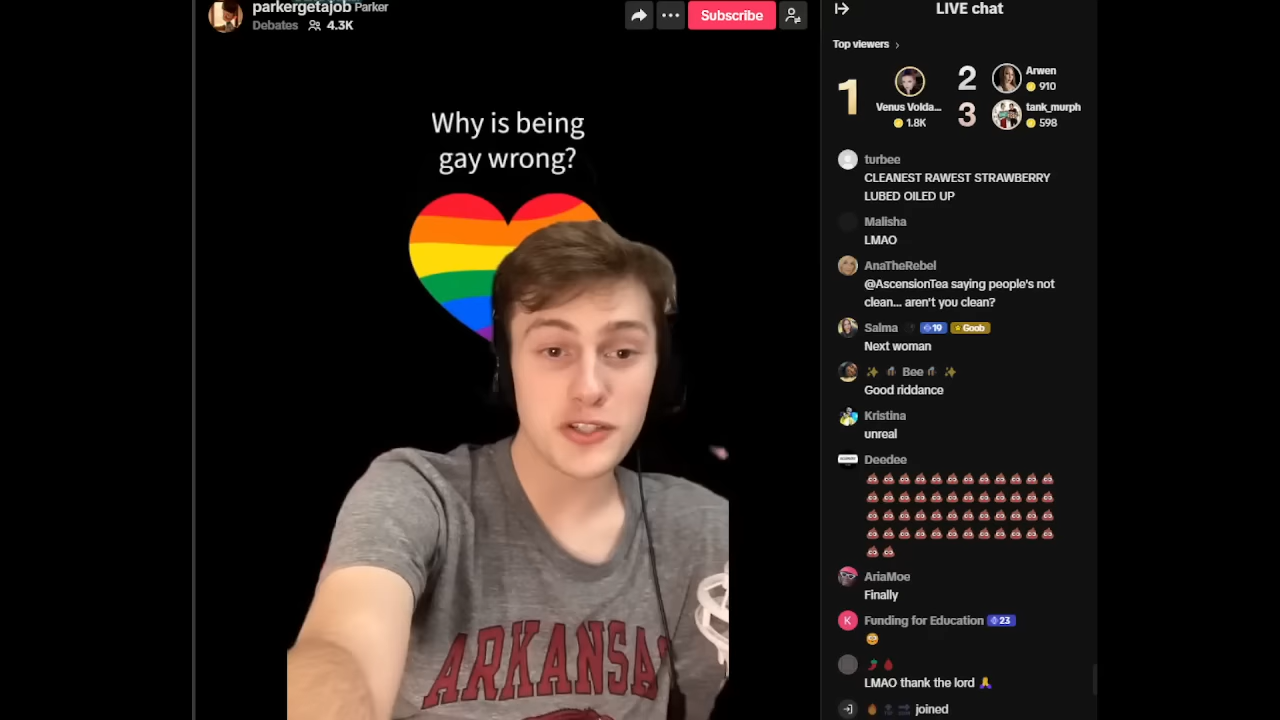 parkergetajob Parker
Debates 4.3K
Subscribe
Why is being
gay wrong?
ARKANSAS
LIVE chat
Top viewers
1
Venus Volda...
1.8K
2
Arwen
910
3
tank_murph
598
turbee
CLEANEST RAWEST STRAWBERRY
LUBED OILED UP
Malisha
LMAO
AnaTheRebel
@AscensionTea saying people's not
clean... aren't you clean?
Salma 19 Goob
Next woman
Bee
Good riddance
Kristina
unreal
Deedee
AriaMoe
Finally
K
Funding for Education 23
LMAO thank the lord
joined